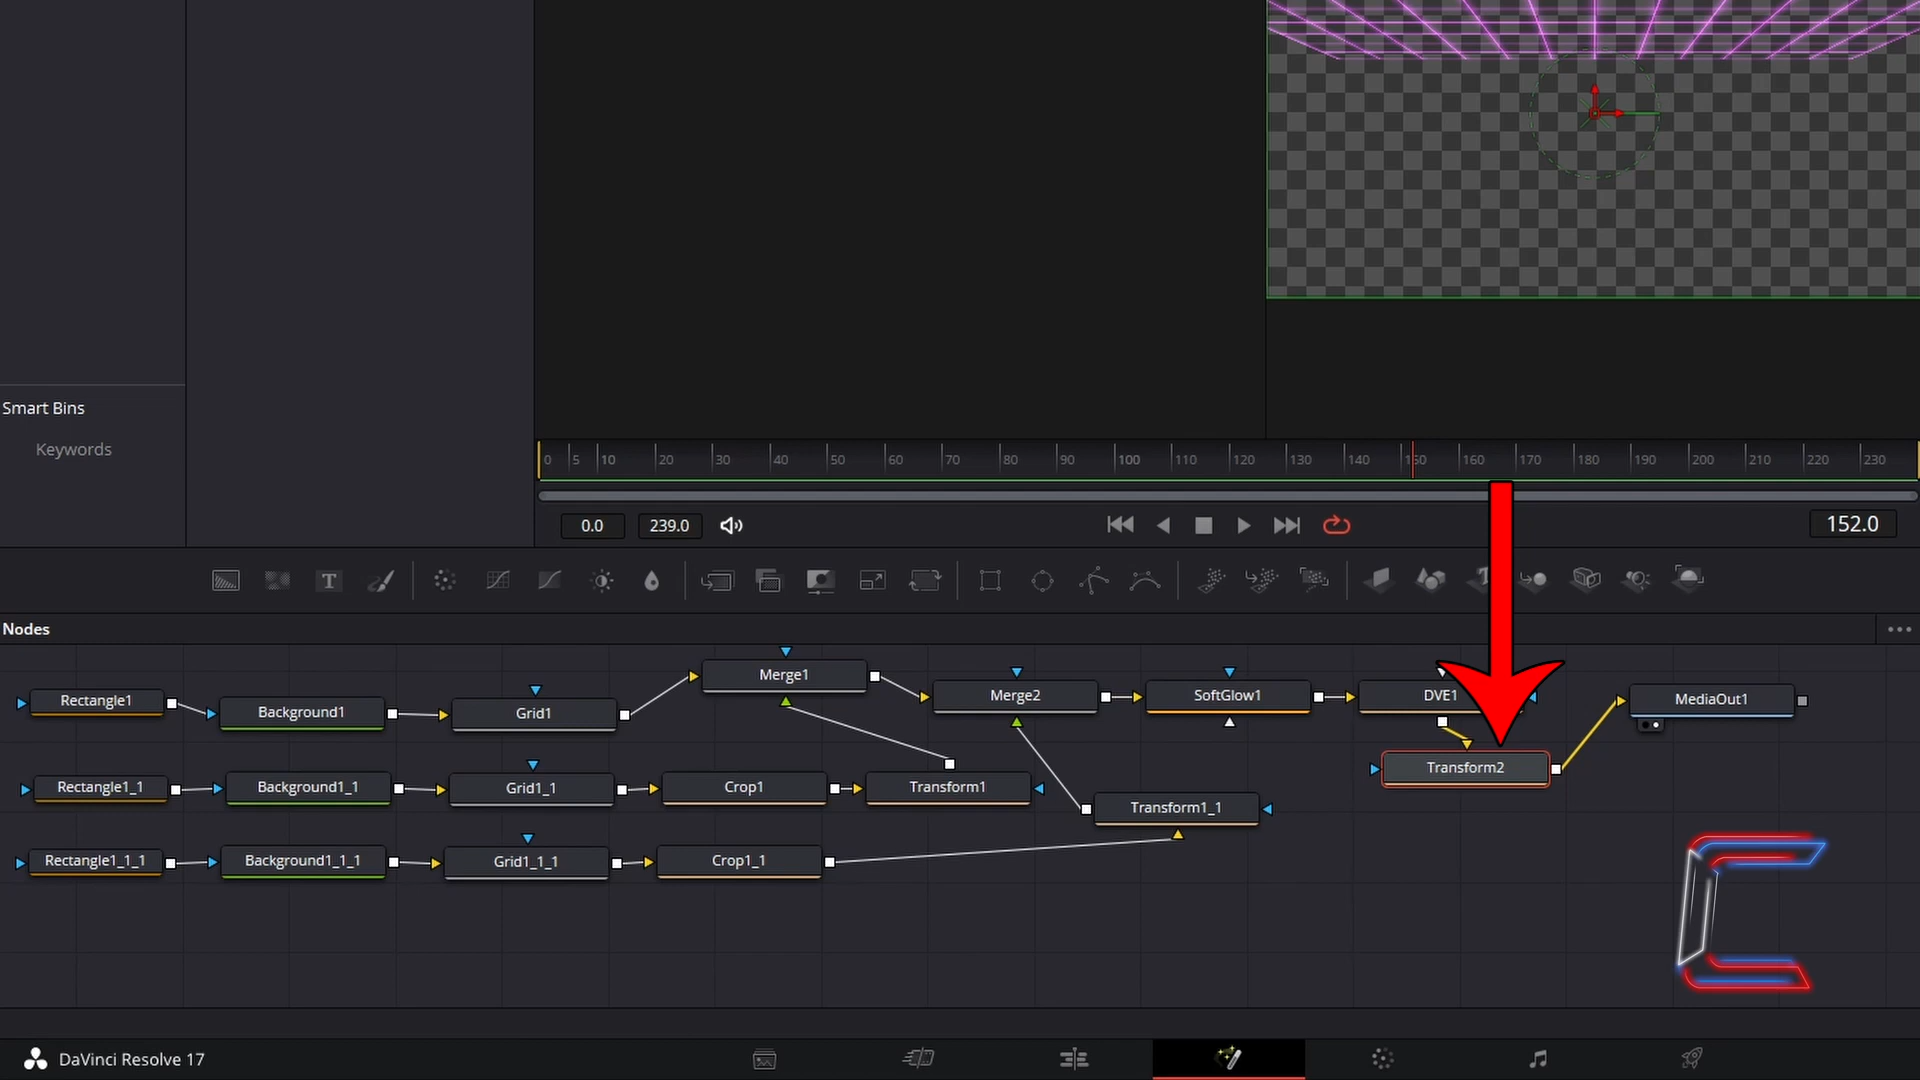 Smart Bins
Keywords
0 5 10 20 30 40 50 60 70 80 90 100 110 120 130 140 150 160 170 180 190 200 210 220 230
0.0 239.0 152.0
Nodes
Rectangle1 Background1 Grid1 Merge1 Merge2 SoftGlow1 DVE1 MediaOut1
Transform2
Rectangle1_1 Background1_1 Grid1_1 Crop1 Transform1
Transform1_1
Rectangle1_1_1 Background1_1_1 Grid1_1_1 Crop1_1
DaVinci Resolve 17